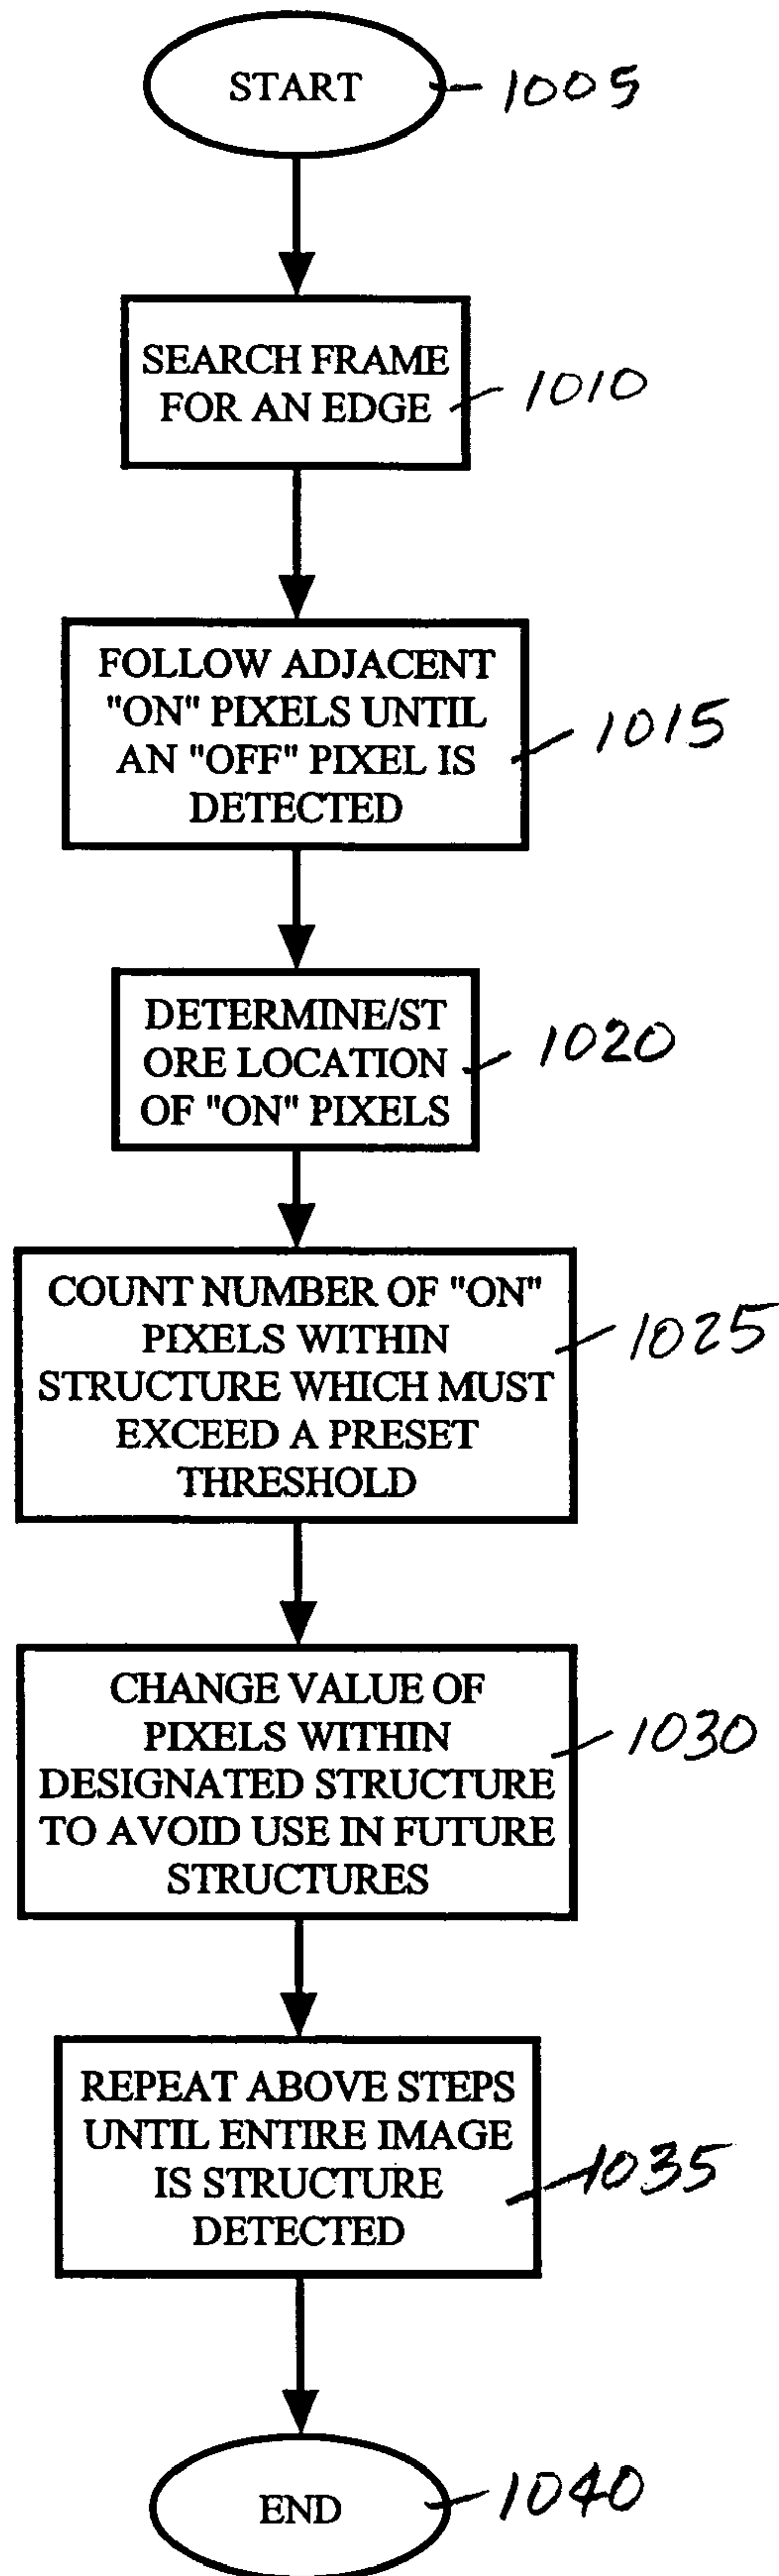 START
1005
SEARCH FRAME
FOR AN EDGE
1010
FOLLOW ADJACENT
"ON" PIXELS UNTIL
AN "OFF" PIXEL IS
DETECTED
1015
DETERMINE/ST
ORE LOCATION
OF "ON" PIXELS
1020
COUNT NUMBER OF "ON"
PIXELS WITHIN
STRUCTURE WHICH MUST
EXCEED A PRESET
THRESHOLD
1025
CHANGE VALUE OF
PIXELS WITHIN
DESIGNATED STRUCTURE
TO AVOID USE IN FUTURE
STRUCTURES
1030
REPEAT ABOVE STEPS
UNTIL ENTIRE IMAGE
IS STRUCTURE
DETECTED
1035
END
1040